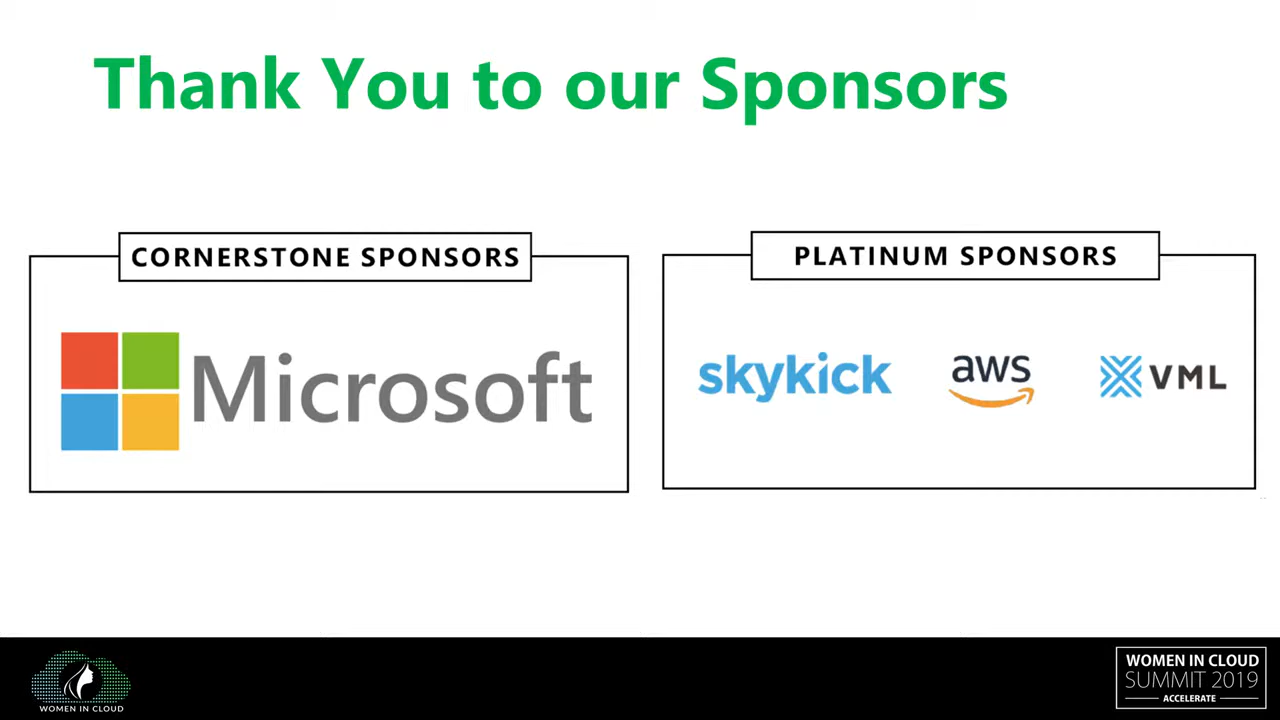 Thank You to our Sponsors
CORNERSTONE SPONSORS
Microsoft
PLATINUM SPONSORS
skykick
aws
VML
WOMEN IN CLOUD
WOMEN IN CLOUD
SUMMIT 2019
ACCELERATE